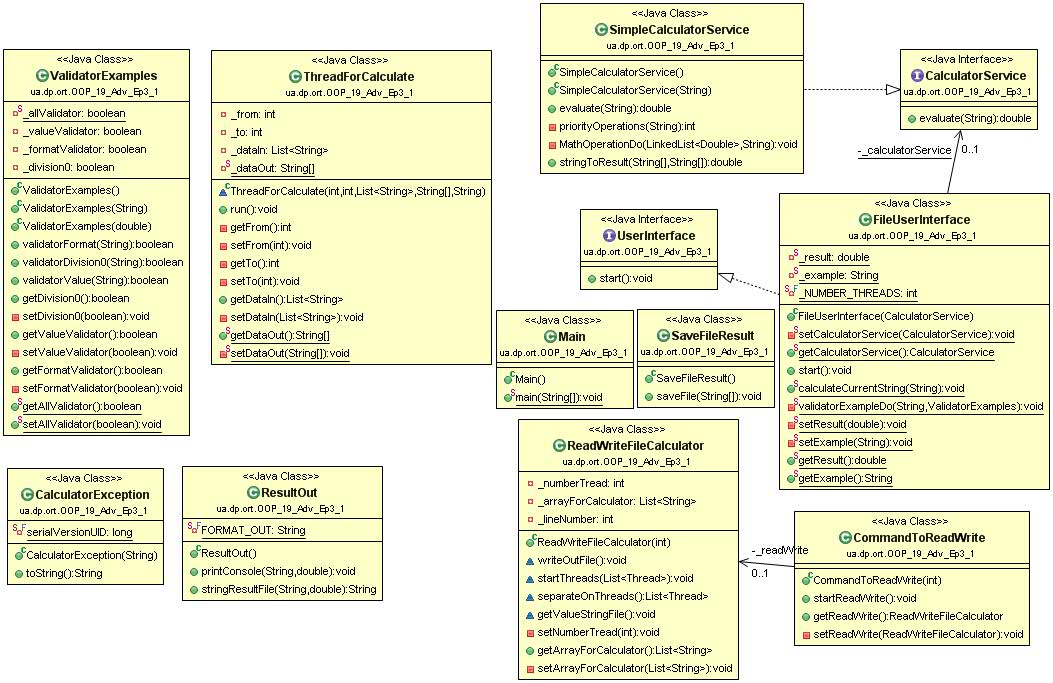 <<Java Class>>
ValidatorExamples
ua.dp.ort.OOP_19_Adv_Ep3_1
_allValidator: boolean
_valueValidator: boolean
_formatValidator: boolean
_division0: boolean
ValidatorExamples()
ValidatorExamples(String)
ValidatorExamples(double)
validatorFormat(String):boolean
validatorDivision0(String):boolean
validatorValue(String):boolean
getDivision0():boolean
setDivision0(boolean):void
getValueValidator():boolean
setValueValidator(boolean):void
getFormatValidator():boolean
setFormatValidator(boolean):void
getAllValidator():boolean
setAllValidator(boolean):void
<<Java Class>>
ThreadForCalculate
ua.dp.ort.OOP_19_Adv_Ep3_1
_from: int
_to: int
_dataIn: List<String>
_dataOut: String[]
ThreadForCalculate(int,int,List<String>,String[],String)
run():void
getFrom():int
setFrom(int):void
getTo():int
setTo(int):void
getDataIn():List<String>
setDataIn(List<String>):void
getDataOut():String[]
setDataOut(String[]):void
<<Java Class>>
SimpleCalculatorService
ua.dp.ort.OOP_19_Adv_Ep3_1
SimpleCalculatorService()
SimpleCalculatorService(String)
evaluate(String):double
priorityOperations(String):int
MathOperationDo(LinkedList<Double>,String):void
stringToResult(String[],String[]):double
<<Java Interface>>
CalculatorService
ua.dp.ort.OOP_19_Adv_Ep3_1
evaluate(String):double
-_calculatorService
0..1
<<Java Interface>>
UserInterface
ua.dp.ort.OOP_19_Adv_Ep3_1
start():void
<<Java Class>>
FileUserInterface
ua.dp.ort.OOP_19_Adv_Ep3_1
_result: double
_example: String
_NUMBER_THREADS: int
FileUserInterface(CalculatorService)
setCalculatorService(CalculatorService):void
getCalculatorService():CalculatorService
start():void
calculateCurrentString(String):void
validatorExampleDo(String,ValidatorExamples):void
setResult(double):void
setExample(String):void
getResult():double
getExample():String
<<Java Class>>
Main
ua.dp.ort.OOP_19_Adv_Ep3_1
Main()
main(String[]):void
<<Java Class>>
SaveFileResult
ua.dp.ort.OOP_19_Adv_Ep3_1
SaveFileResult()
saveFile(String[]):void
<<Java Class>>
CalculatorException
ua.dp.ort.OOP_19_Adv_Ep3_1
serialVersionUID: long
CalculatorException(String)
toString():String
<<Java Class>>
ResultOut
ua.dp.ort.OOP_19_Adv_Ep3_1
FORMAT_OUT: String
ResultOut()
printConsole(String,double):void
stringResultFile(String,double):String
<<Java Class>>
ReadWriteFileCalculator
ua.dp.ort.OOP_19_Adv_Ep3_1
_numberTread: int
_arrayForCalculator: List<String>
_lineNumber: int
ReadWriteFileCalculator(int)
writeOutFile():void
startThreads(List<Thread>):void
separateOnThreads():List<Thread>
getValueStringFile():void
setNumberTread(int):void
getArrayForCalculator():List<String>
setArrayForCalculator(List<String>):void
-_readWrite
0..1
<<Java Class>>
CommandToReadWrite
ua.dp.ort.OOP_19_Adv_Ep3_1
CommandToReadWrite(int)
startReadWrite():void
getReadWrite():ReadWriteFileCalculator
setReadWrite(ReadWriteFileCalculator):void